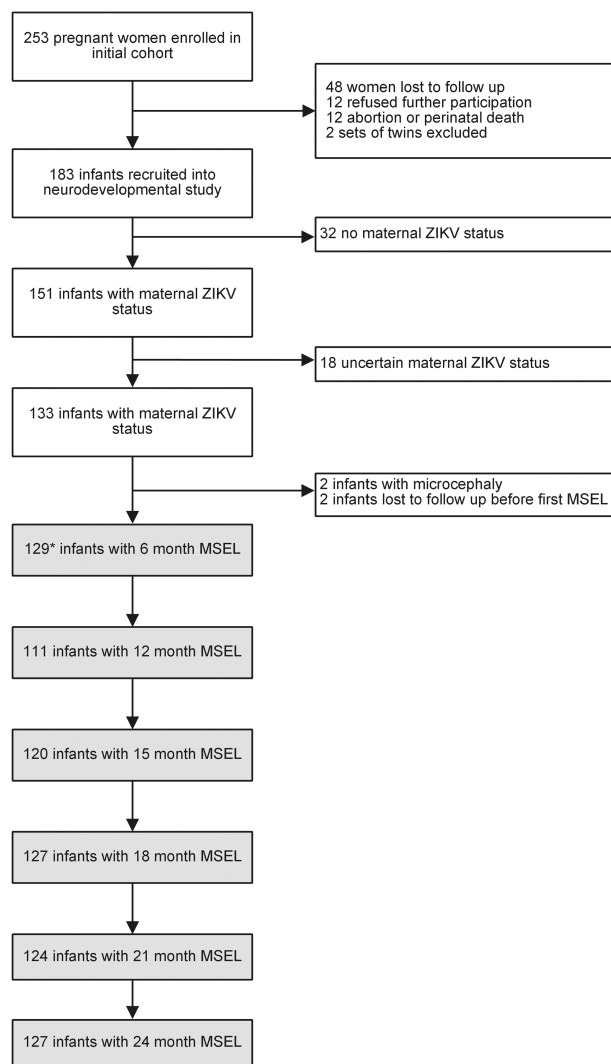 253 pregnant women enrolled in
initial cohort
48 women lost to follow up
12 refused further participation
12 abortion or perinatal death
2 sets of twins excluded
183 infants recruited into
neurodevelopmental study
32 no maternal ZIKV status
151 infants with maternal ZIKV
status
18 uncertain maternal ZIKV status
133 infants with maternal ZIKV
status
2 infants with microcephaly
2 infants lost to follow up before first MSEL
129* infants with 6 month MSEL
111 infants with 12 month MSEL
120 infants with 15 month MSEL
127 infants with 18 month MSEL
124 infants with 21 month MSEL
127 infants with 24 month MSEL